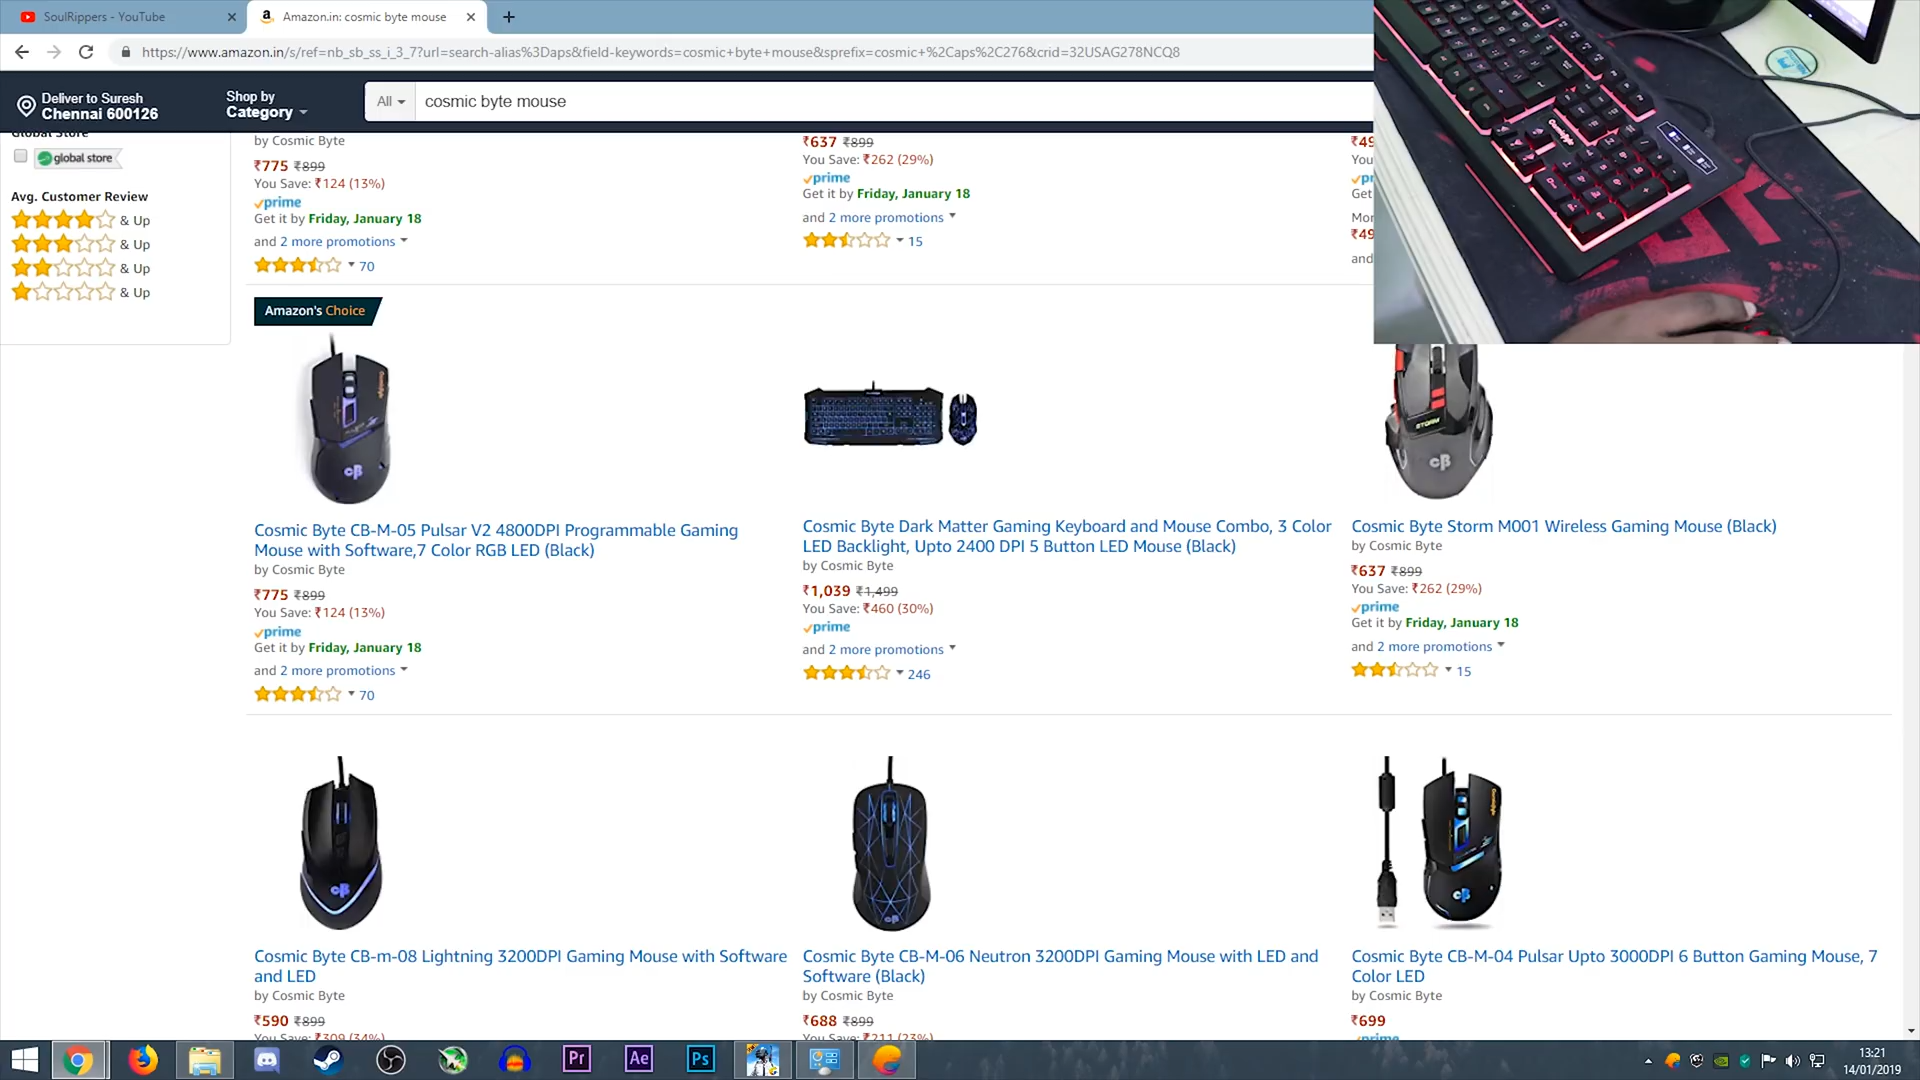 SoulRippers - YouTube
Amazon.in: cosmic byte mouse
https://www.amazon.in/s/ref=nb_sb_ss_i_3_7?url=search-alias%3Daps&field-keywords=cosmic+byte+mouse&sprefix=cosmic+%2Caps%2C276&crid=32USAG278NCQ8
Deliver to Suresh
Chennai 600126
Shop by
Category
All
cosmic byte mouse
Global Store
global store
Avg. Customer Review
& Up
& Up
& Up
& Up
by Cosmic Byte
₹775 ₹899
You Save: ₹124 (13%)
prime
Get it by Friday, January 18
and 2 more promotions
70
₹637 ₹899
You Save: ₹262 (29%)
prime
Get it by Friday, January 18
and 2 more promotions
15
₹49
You
pr
Get
Mor
₹49
and
Amazon's Choice
Cosmic Byte CB-M-05 Pulsar V2 4800DPI Programmable Gaming
Mouse with Software,7 Color RGB LED (Black)
by Cosmic Byte
₹775 ₹899
You Save: ₹124 (13%)
prime
Get it by Friday, January 18
and 2 more promotions
70
Cosmic Byte Dark Matter Gaming Keyboard and Mouse Combo, 3 Color
LED Backlight, Upto 2400 DPI 5 Button LED Mouse (Black)
by Cosmic Byte
₹1,039 ₹1,499
You Save: ₹460 (30%)
prime
and 2 more promotions
246
STORM
Cosmic Byte Storm M001 Wireless Gaming Mouse (Black)
by Cosmic Byte
₹637 ₹899
You Save: ₹262 (29%)
prime
Get it by Friday, January 18
and 2 more promotions
15
Cosmic Byte CB-m-08 Lightning 3200DPI Gaming Mouse with Software
and LED
by Cosmic Byte
₹590 ₹899
You Save: ₹309 (34%)
Cosmic Byte CB-M-06 Neutron 3200DPI Gaming Mouse with LED and
Software (Black)
by Cosmic Byte
₹688 ₹899
You Save: ₹211 (23%)
Cosmic Byte CB-M-04 Pulsar Upto 3000DPI 6 Button Gaming Mouse, 7
Color LED
by Cosmic Byte
₹699
prime
Pr
Ae
Ps
13:21
14/01/2019